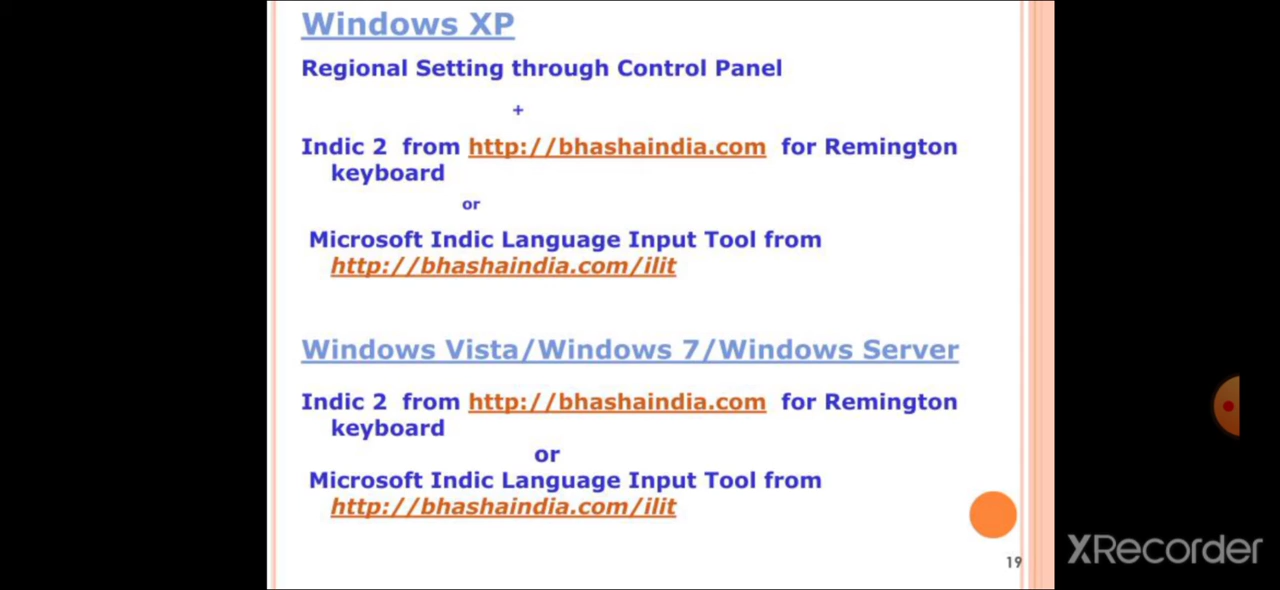 Windows XP
Regional Setting through Control Panel
+
Indic 2 from http://bhashaindia.com for Remington
keyboard
or
Microsoft Indic Language Input Tool from
http://bhashaindia.com/ilit
Windows Vista/Windows 7/Windows Server
Indic 2 from http://bhashaindia.com for Remington
keyboard
or
Microsoft Indic Language Input Tool from
http://bhashaindia.com/ilit
19
XRecorder